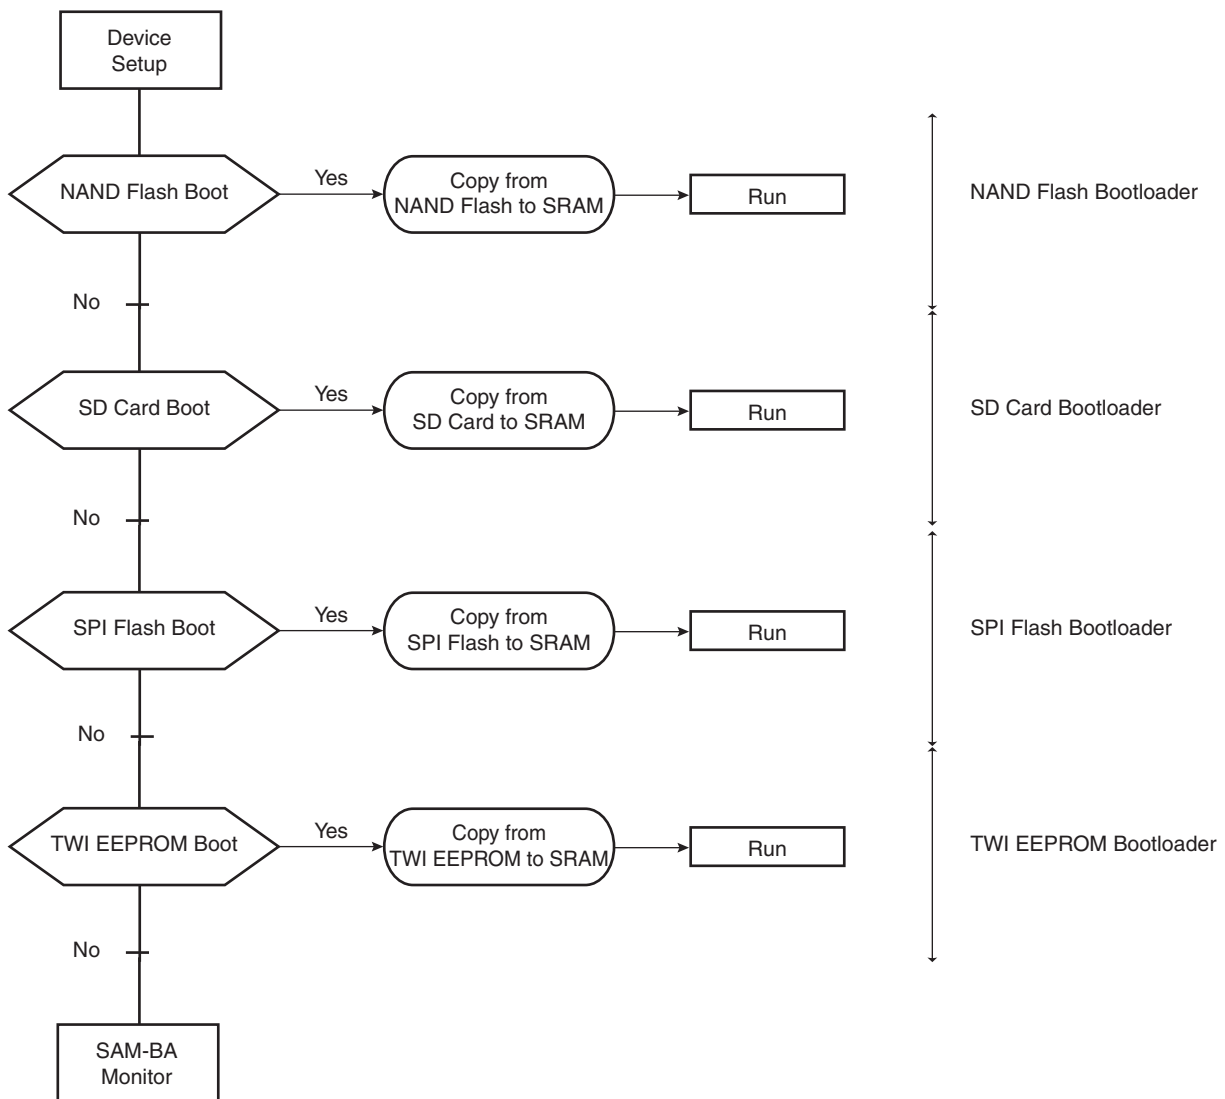 Device
Setup
NAND Flash Boot
Yes
Copy from
NAND Flash to SRAM
Run
NAND Flash Bootloader
No
SD Card Boot
Yes
Copy from
SD Card to SRAM
Run
SD Card Bootloader
No
SPI Flash Boot
Yes
Copy from
SPI Flash to SRAM
Run
SPI Flash Bootloader
No
TWI EEPROM Boot
Yes
Copy from
TWI EEPROM to SRAM
Run
TWI EEPROM Bootloader
No
SAM-BA
Monitor